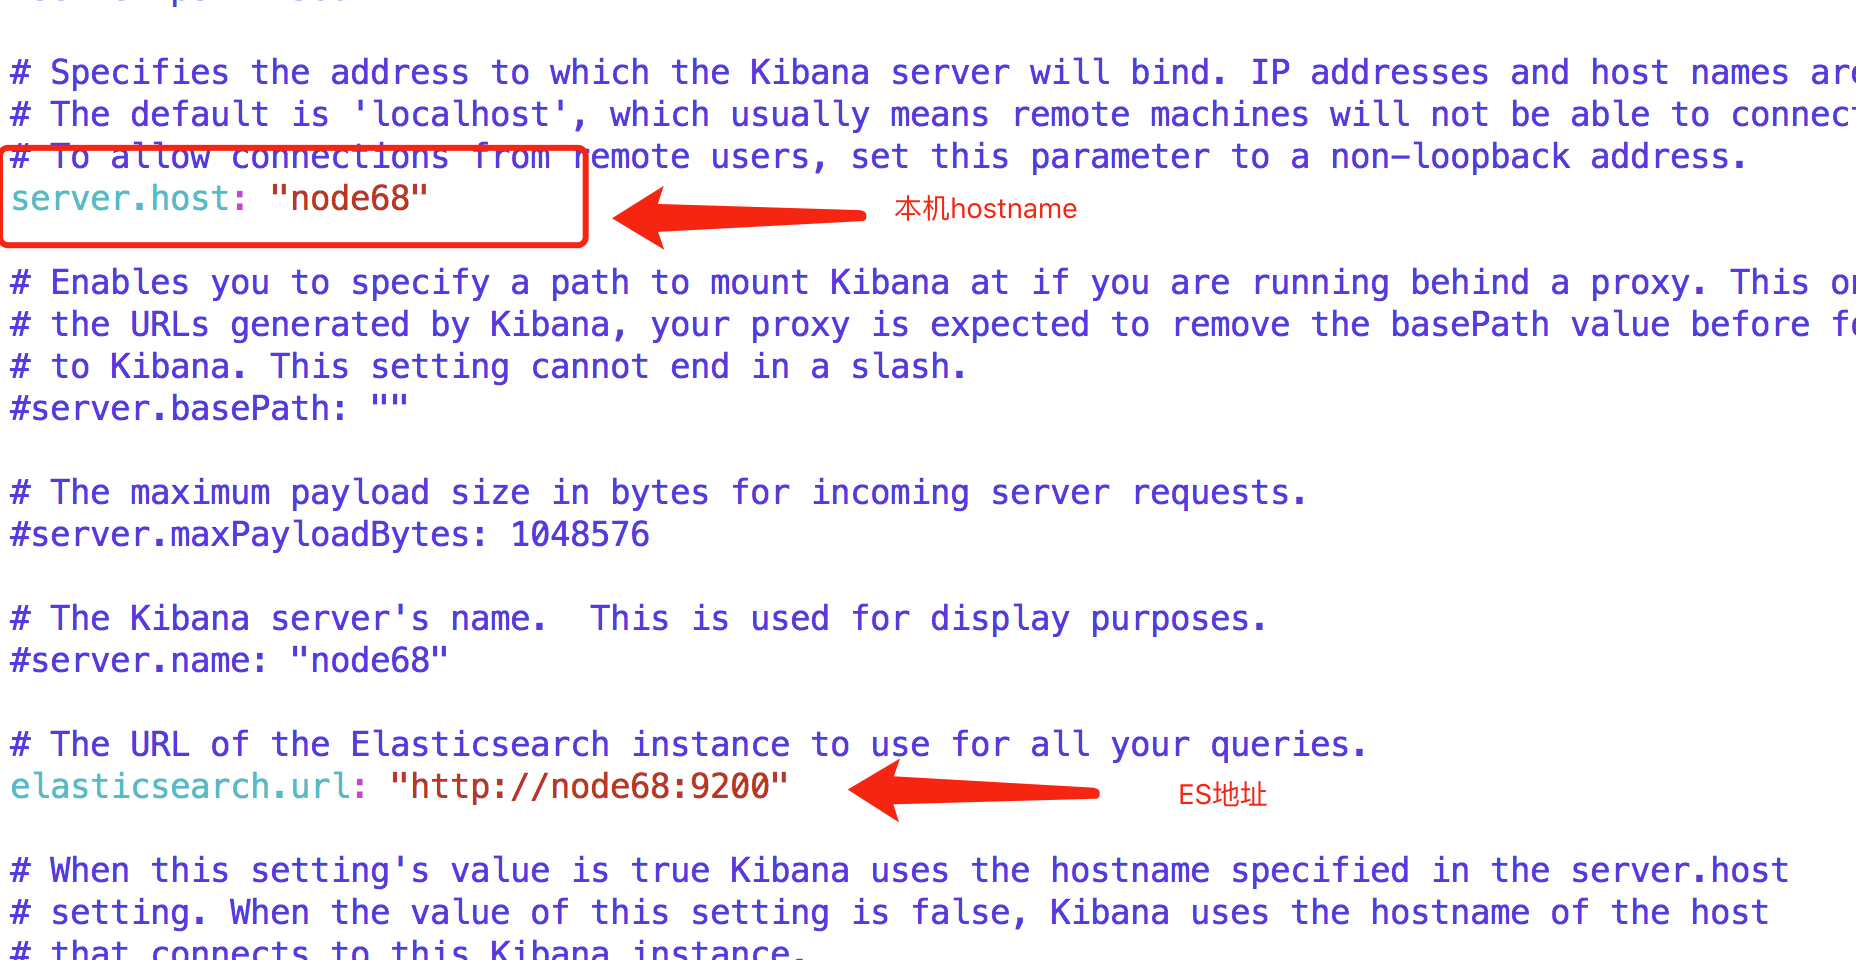 # Specifies the address to which the Kibana server will bind. IP addresses and host names are
# The default is 'localhost', which usually means remote machines will not be able to connect
# To allow connections from remote users, set this parameter to a non-loopback address.
server.host: "node68"
本机hostname
# Enables you to specify a path to mount Kibana at if you are running behind a proxy. This
# the URLs generated by Kibana, your proxy is expected to remove the basePath value before
# to Kibana. This setting cannot end in a slash.
#server.basePath: ""
# The maximum payload size in bytes for incoming server requests.
#server.maxPayloadBytes: 1048576
# The Kibana server's name.  This is used for display purposes.
#server.name: "node68"
# The URL of the Elasticsearch instance to use for all your queries.
elasticsearch.url: "http://node68:9200"
ES地址
# When this setting's value is true Kibana uses the hostname specified in the server.host
# setting. When the value of this setting is false, Kibana uses the hostname of the host
# that connects to this Kibana instance.